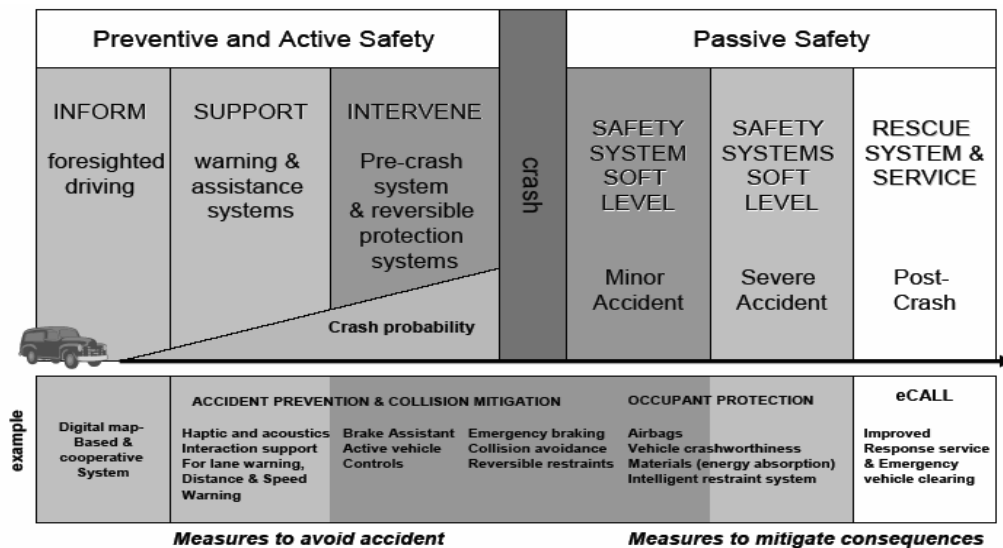 Preventive and Active Safety
Passive Safety
INFORM
foresighted
driving
SUPPORT
warning &
assistance
systems
INTERVENE
Pre-crash
system
& reversible
protection
systems
crash
SAFETY
SYSTEM
SOFT
LEVEL
Minor
Accident
SAFETY
SYSTEMS
SOFT
LEVEL
Severe
Accident
RESCUE
SYSTEM &
SERVICE
Post-
Crash
Crash probability
example
Digital map-
Based &
cooperative
System
ACCIDENT PREVENTION & COLLISION MITIGATION
Haptic and acoustics
Interaction support
For lane warning,
Distance & Speed
Warning
Brake Assistant
Active vehicle
Controls
Emergency braking
Collision avoidance
Reversible restraints
OCCUPANT PROTECTION
Airbags
Vehicle crashworthiness
Materials (energy absorption)
Intelligent restraint system
eCALL
Improved
Response service
& Emergency
vehicle clearing
Measures to avoid accident
Measures to mitigate consequences